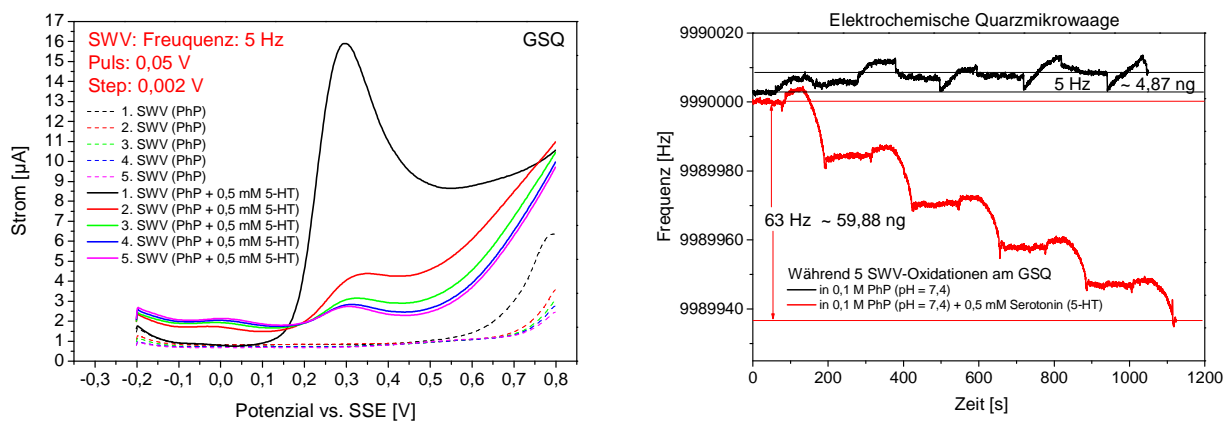 17
16
15
14
13
12
11
10
9
8
7
6
5
4
3
2
1
0
Strom [µA]
SWV: Freuquenz: 5 Hz
Puls: 0,05 V
Step: 0,002 V
GSQ
1. SWV (PhP)
2. SWV (PhP)
3. SWV (PhP)
4. SWV (PhP)
5. SWV (PhP)
1. SWV (PhP + 0,5 mM 5-HT)
2. SWV (PhP + 0,5 mM 5-HT)
3. SWV (PhP + 0,5 mM 5-HT)
4. SWV (PhP + 0,5 mM 5-HT)
5. SWV (PhP + 0,5 mM 5-HT)
-0,3 -0,2 -0,1 0,0 0,1 0,2 0,3 0,4 0,5 0,6 0,7 0,8
Potenzial vs. SSE [V]
Elektrochemische Quarzmikrowaage
9990020
9990000
9989980
9989960
9989940
Frequenz [Hz]
5 Hz ~ 4,87 ng
63 Hz ~ 59,88 ng
Während 5 SWV-Oxidationen am GSQ
in 0,1 M PhP (pH = 7,4)
in 0,1 M PhP (pH = 7,4) + 0,5 mM Serotonin (5-HT)
0 200 400 600 800 1000 1200
Zeit [s]